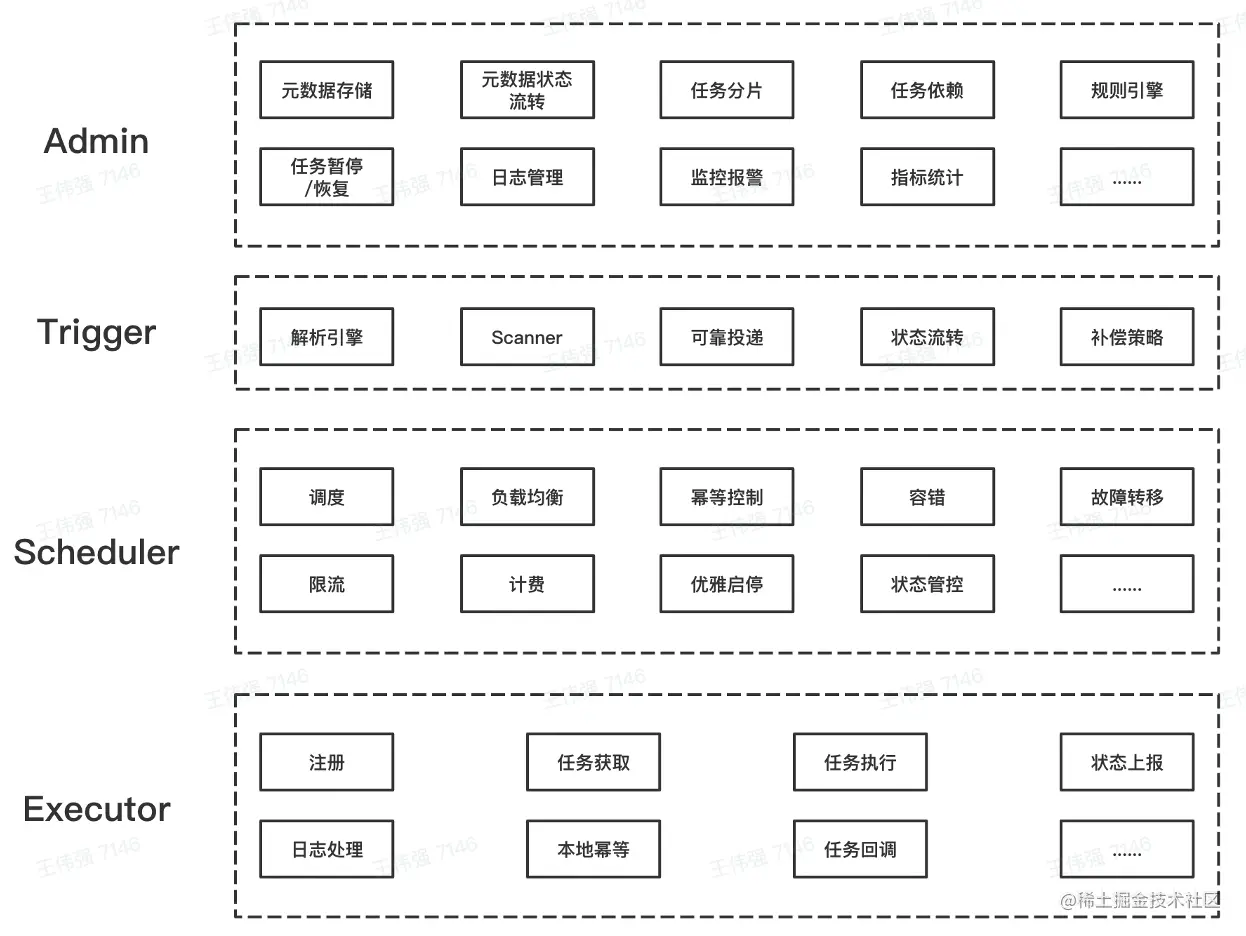 Admin
元数据存储
元数据状态
流转
任务分片
任务依赖
规则引擎
任务暂停
/恢复
日志管理
监控报警
指标统计
......
Trigger
解析引擎
Scanner
可靠投递
状态流转
补偿策略
Scheduler
调度
负载均衡
幂等控制
容错
故障转移
限流
计费
优雅启停
状态管控
......
Executor
注册
任务获取
任务执行
状态上报
日志处理
本地幂等
任务回调
......
@稀土掘金技术社区
王伟强 7146